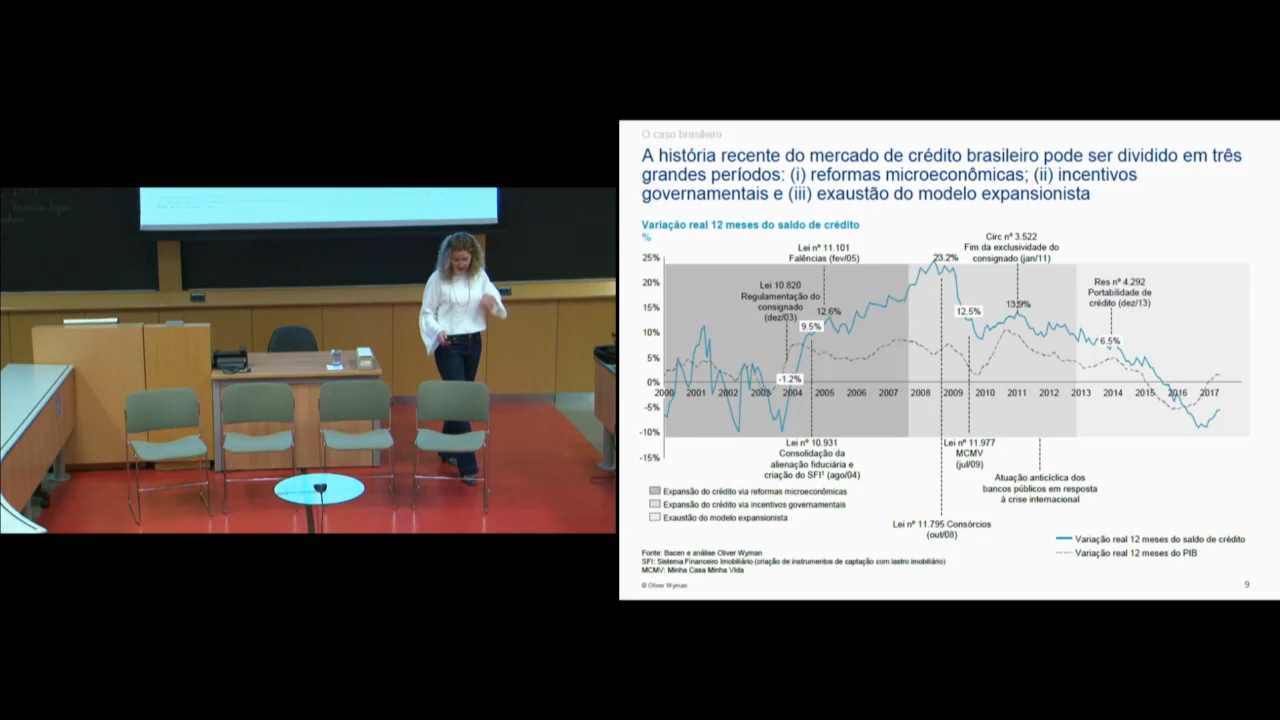 O caso brasileiro
A história recente do mercado de crédito brasileiro pode ser dividido em três
grandes períodos: (i) reformas microeconômicas; (ii) incentivos
governamentais e (iii) exaustão do modelo expansionista
Variação real 12 meses do saldo de crédito
%
Lei nº 11.101
Falências (fev/05)
Circ nº 3.522
Fim da exclusividade do
consignado (jan/11)
Lei 10.820
Regulamentação do
consignado
(dez/03)
Res nº 4.292
Portabilidade de
crédito (dez/13)
25%
20%
15%
10%
5%
0%
-5%
-10%
-15%
-1.2%
9.5%
12.6%
23.2%
12.5%
13.9%
6.5%
2000 2001 2002 2003 2004 2005 2006 2007 2008 2009 2010 2011 2012 2013 2014 2015 2016 2017
Lei nº 10.931
Consolidação da
alienação fiduciária e
criação do SFI¹ (ago/04)
Lei nº 11.977
MCMV
(jul/09)
Atuação anticíclica dos
bancos públicos em resposta
à crise internacional
Lei nº 11.795 Consórcios
(out/08)
Expansão do crédito via reformas microeconômicas
Expansão do crédito via incentivos governamentais
Exaustão do modelo expansionista
Variação real 12 meses do saldo de crédito
Variação real 12 meses do PIB
Fonte: Bacen e análise Oliver Wyman
SFI: Sistema Financeiro Imobiliário (criação de instrumentos de captação com lastro imobiliário)
MCMV: Minha Casa Minha Vida
© Oliver Wyman
9